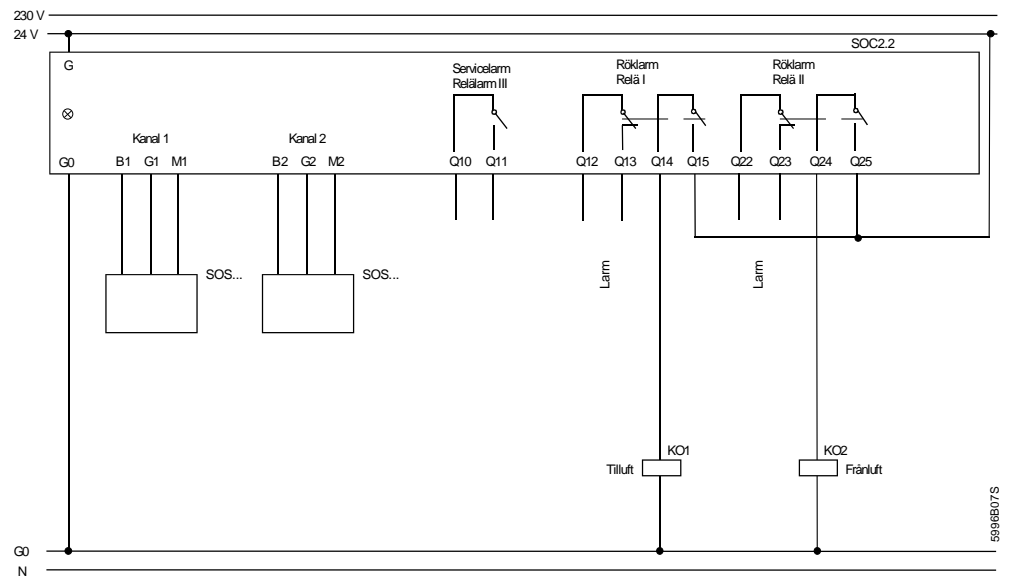 230 V
24 V
SOC2.2
G
Servicelarm
Relälarm III
Röklarm
Relä I
Röklarm
Relä II
Kanal 1
Kanal 2
G0
B1
G1
M1
B2
G2
M2
Q10
Q11
Q12
Q13
Q14
Q15
Q22
Q23
Q24
Q25
SOS...
SOS...
Larm
Larm
KO1
Tilluft
KO2
Frånluft
5996B07S
G0
N